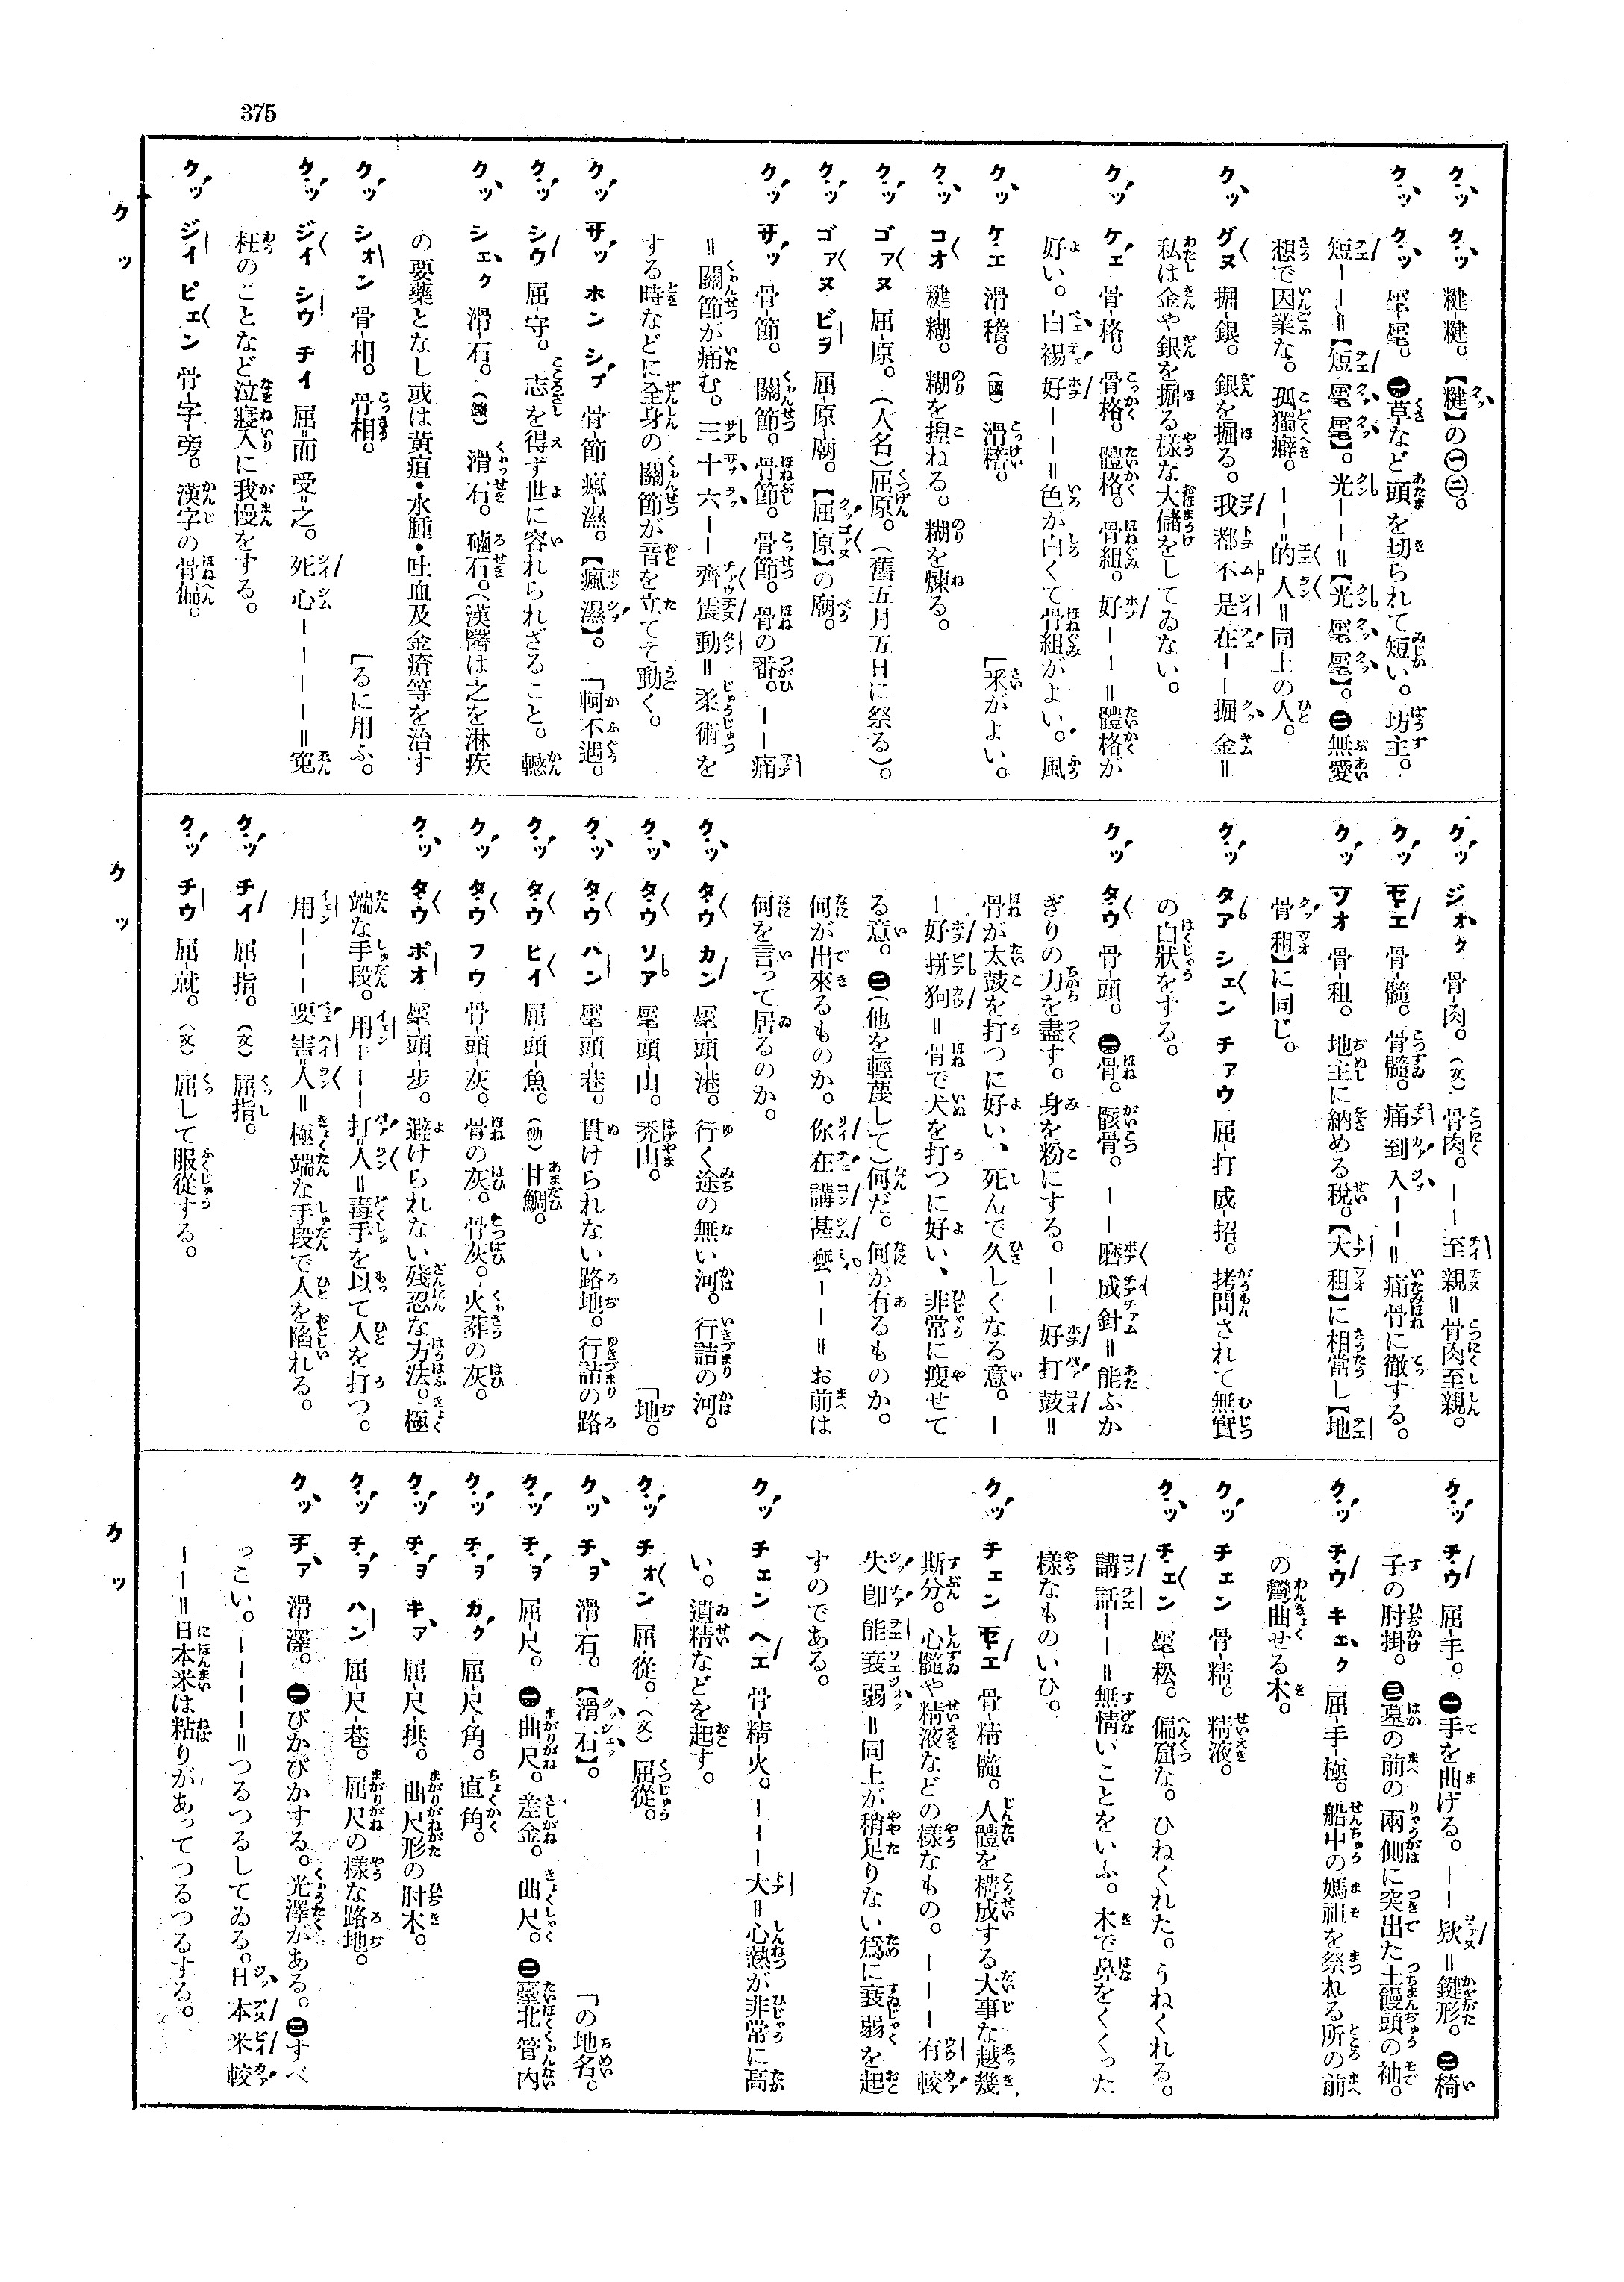 375
クッ クッ 糙糙。【糙】の㊀㊁。
クッ クッ 窟窟。㊀草など頭を切られて短い。坊主。
短ーー=【短窟窟】。光ーー=【光窟窟】。㊁無愛
想で因業な。孤獨癖。ーー的人=同上の人。
クッ グヌ 掘銀。銀を掘る。我都不是在ーー掘金=
私は金や銀を掘る樣な大儲をしてゐない。
クッ ケェ 骨格。骨格。體格。骨組。好ーー=體格が
好い。白裼好ーー=色が白くて骨組がよい。風
クッ ケエ 滑稽。(國)滑稽。 [采がよい。
クッ コオ 糊。糊を捏ねる。糊を煉る。
クッ ゴァヌ 屈原。(人名)屈原。(舊五月五日に祭る)。
クッ ゴァヌ ビヲ 屈原廟。【屈原】の廟。
クッ サッ 骨節。關節。骨節。骨節。骨の番。ーー痛
=關節が痛む。三十六ーー齊震動=柔術を
する時などに全身の關節が音を立てて動く。
クッ サッ ホン シプ 骨節瘋濕。【瘋濕】。 「軻不遇。
クッ シウ 屈守。志を得ず世に容れられざること。轗
クッ シェク 滑石。(鑛)滑石。磠石。(漢醫は之を淋疾
の要藥となし或は黄疸・水腫・吐血及金瘡等を治す
クッ シォン 骨相。骨相。 [るに用ふ。
クッ ジイ シウ チイ 屈而受之。死心ーーーー=寃
枉のことなど泣寢入に我慢をする。
クッ ジイ ピェン 骨字旁。漢字の骨偏。
クッ ジォク 骨肉。(文)骨肉。ーー至親=骨肉至親。
クッ セエ 骨髓。骨髓。痛到入ーー=痛骨に徹する。
クッ ソオ 骨租。地主に納める税。【大租】に相當し【地
骨租】に同じ。
クッ タア シェン チァウ 屈打成招。拷問されて無實
の白狀をする。
クッ タウ 骨頭。㊀骨。骸骨。ーー磨成針=能ふか
ぎりの力を盡す。身を粉にする。ーー好打鼓=
骨が太鼓を打つに好い、死んで久しくなる意。ー
ー好拼狗=骨で犬を打つに好い、非常に瘦せて
る意。㊁(他を輕蔑して)何だ。何が有るものか。
何が出來るものか。你在講甚麼ーー=お前は
何を言って居るのか。
クッ タウ カン 窟頭港。行く途の無い河。行詰の河。
クッ タウ ソア 窟頭山。禿山。 「地。
クッ タウ ハン 窟頭巷。貫けられない路地。行詰の路
クッ タウ ヒイ 屈頭魚。(動)甘鯛。
クッ タウ フウ 骨頭灰。骨の灰。骨灰。火葬の灰。
クッ タウ ポオ 窟頭步。避けられない殘忍な方法。極
端な手段。用ーーー打人=毒手を以て人を打つ。
用ーーー要害人=極端な手段で人を陷れる。
クッ チイ 屈指。(文)屈指。
クッ チウ 屈就。(文)屈して服從する。
クッ チウ 屈手。㊀手を曲げる。ーー欵=鍵形。㊁椅
子の肘掛。㊂墓の前の兩側に突出た土饅頭の袖。
クッ チウ キェク 屈手極。船中の媽祖を祭れる所の前
の彎曲せる木。
クッ チェン 骨精。精液。
クッ チェン 窟松。偏窟な。ひねくれた。うねくれる。
講話ーー=無情いことをいふ。木で鼻をくくった
樣なものいひ。
クッ チェン セエ 骨精髓。人體を構成する大事な越幾
斯分。心髓や精液などの樣なもの。ーーー有較
失卽能衰弱=同上が稍足りない爲に衰弱を起
すのである。
クッ チェン ヘエ 骨精火。ーーー大=心熱が非常に高
い。遺精などを起す。
クッ チォン 屈從。(文)屈從。
クッ チヲ 滑石。【滑石】。 「の地名。
クッ チヲ 屈尺。㊀曲尺。差金。曲尺。㊁臺北管內
クッ チヲ カク 屈尺角。直角。
クッ チヲ キァ 屈尺拱。曲尺形の肘木。
クッ チヲ ハン 屈尺巷。屈尺の樣な路地。
クッ チァ 滑澤。㊀ぴかぴかする。光澤がある。㊁すべ
っこい。ーーーー=つるつるしてゐる。日本米較
ーー=日本米は粘りがあってつるつるする。
クッ
クッ
クッ